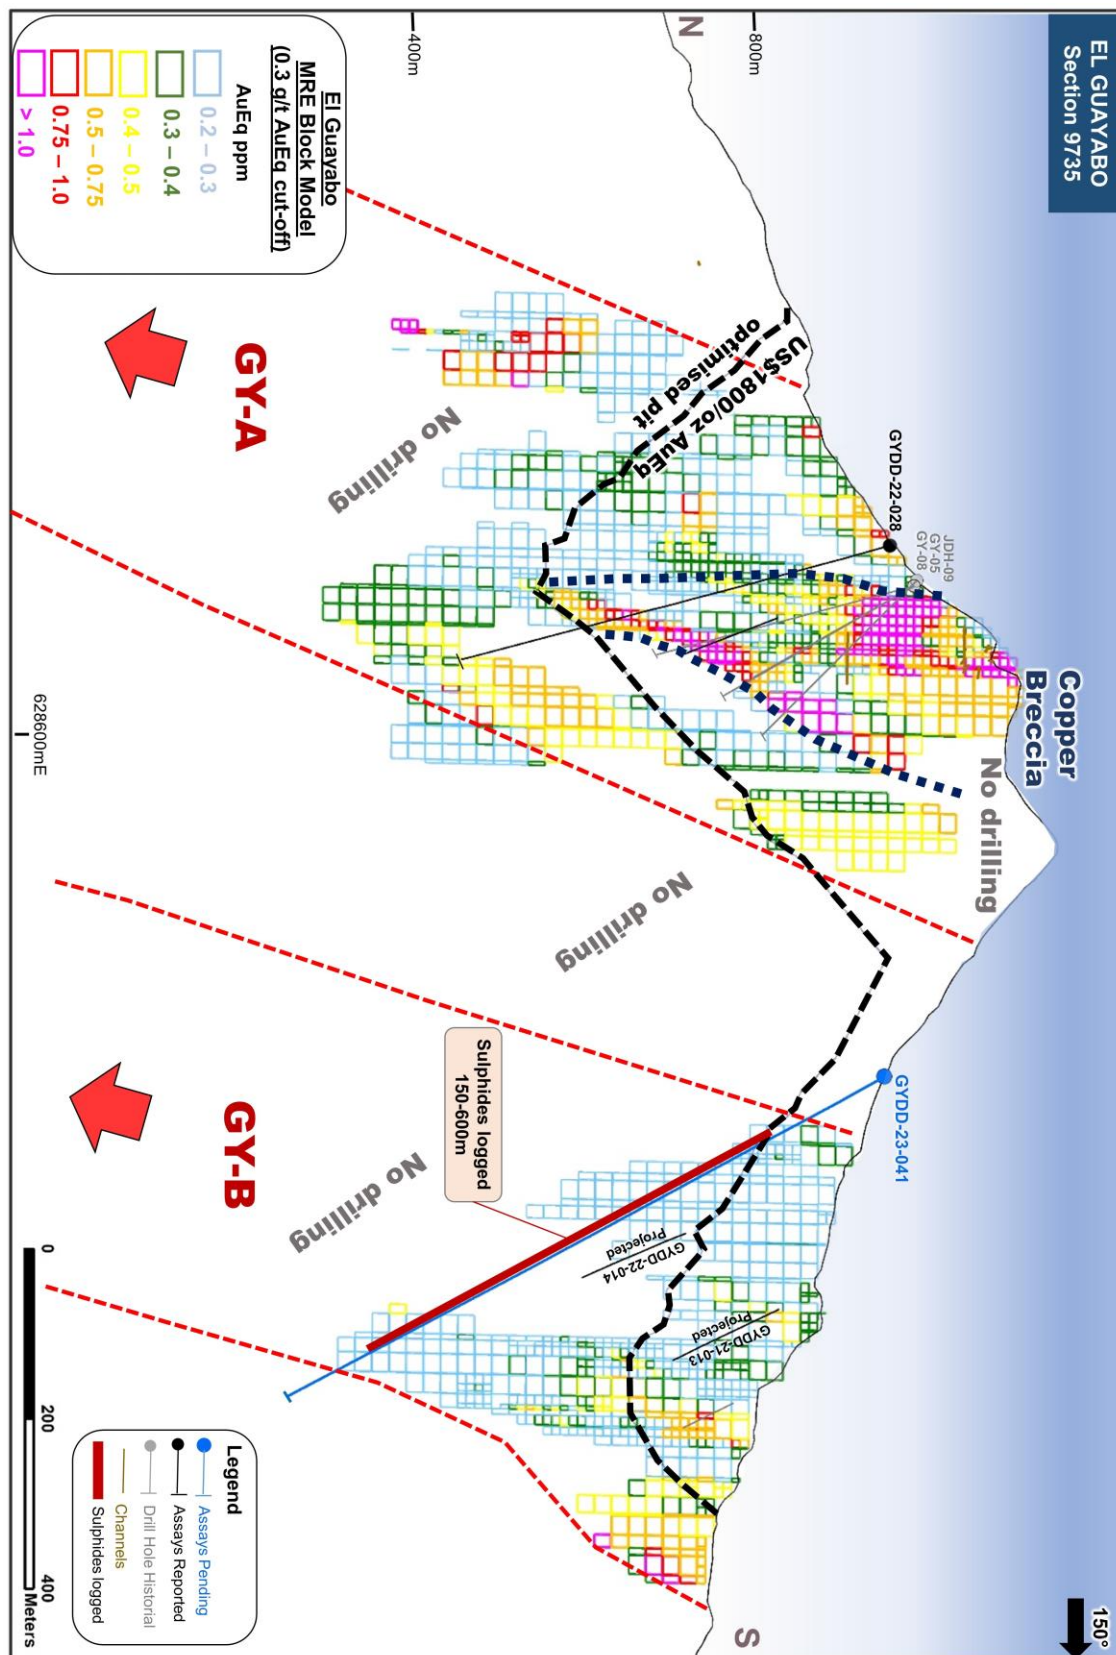 EL GUAYABO
Section 9735
150°
N
S
800m
400m
628600mE
Copper
Breccia
No drilling
GYDD-22-028
JDH-09
GY-05
GY-08
GYDD-23-041
US$1800/oz AuEq
optimised pit
No drilling
No drilling
No drilling
GYDD-22-014
Projected
GYDD-21-013
Projected
Sulphides logged
150-600m
GY-A
GY-B
El Guayabo
MRE Block Model
(0.3 g/t AuEq cut-off)
AuEq ppm
0.2 – 0.3
0.3 – 0.4
0.4 – 0.5
0.5 – 0.75
0.75 – 1.0
> 1.0
Legend
Assays Pending
Assays Reported
Drill Hole Historial
Channels
Sulphides logged
0
200
400
Meters